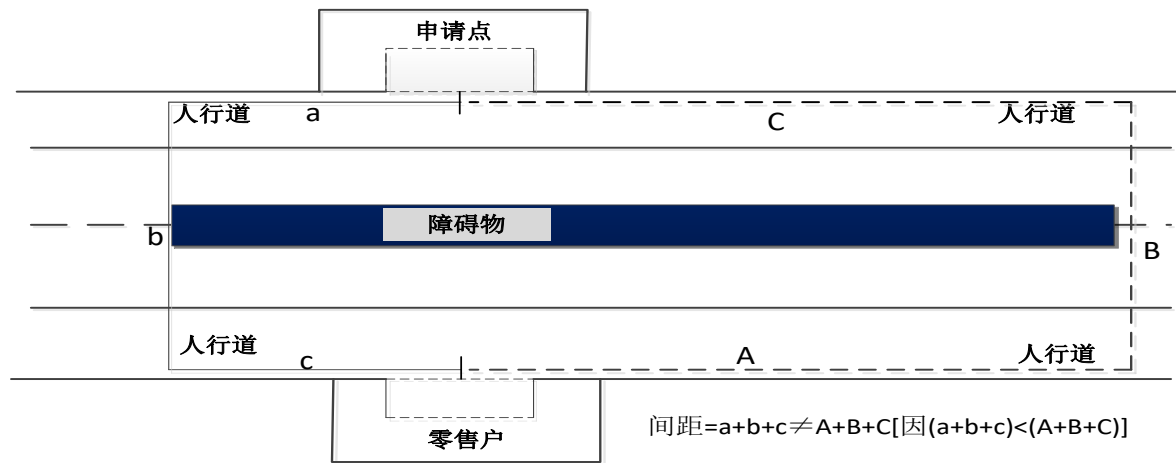 申请点
人行道
a
C
人行道
障碍物
b
B
人行道
c
A
人行道
零售户
间距=a+b+c≠A+B+C[因(a+b+c)<(A+B+C)]